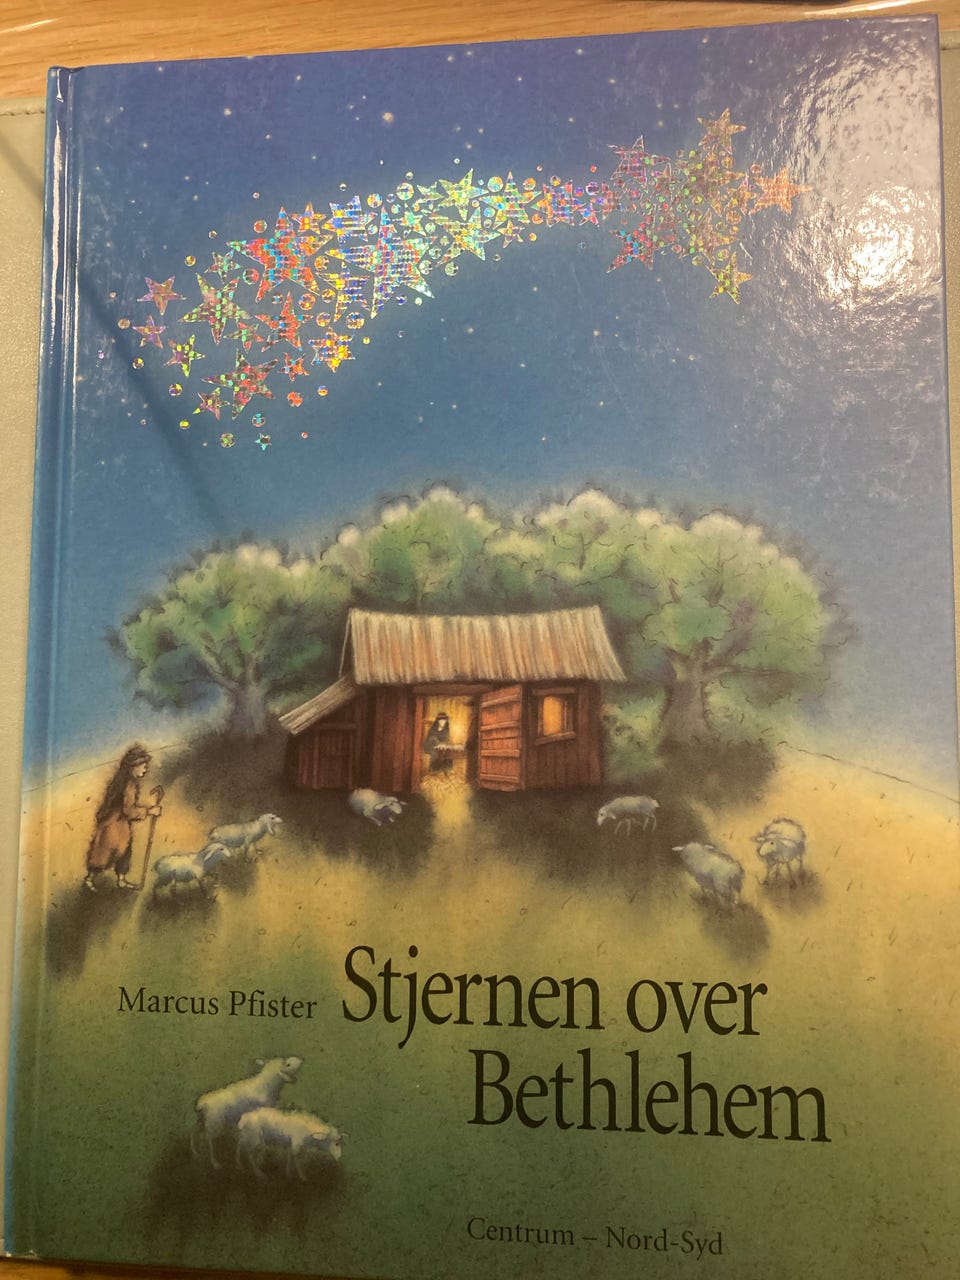 Marcus Pfister
Stjernen over
Bethlehem
Centrum – Nord-Syd